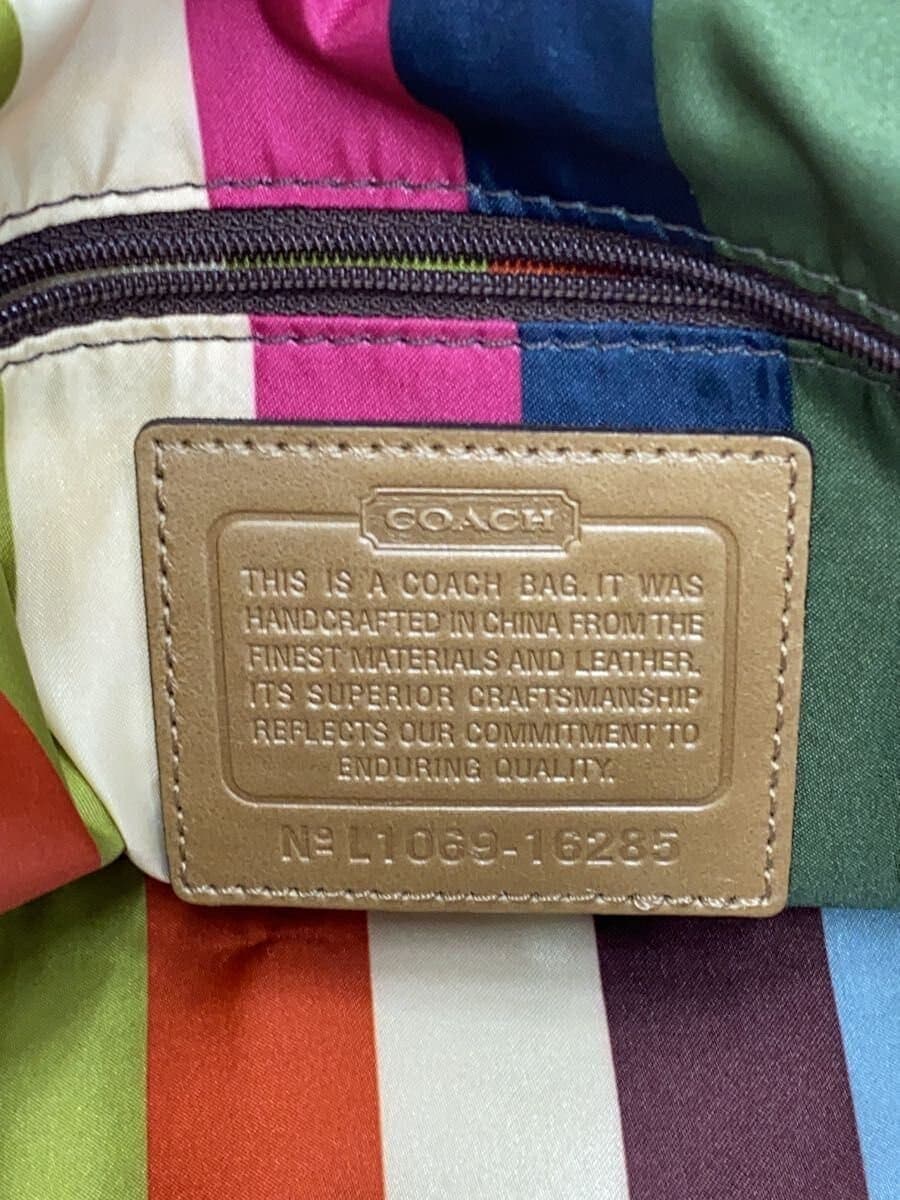 COACH
THIS IS A COACH BAG. IT WAS
HANDCRAFTED IN CHINA FROM THE
FINEST MATERIALS AND LEATHER.
ITS SUPERIOR CRAFTSMANSHIP
REFLECTS OUR COMMITMENT TO
ENDURING QUALITY.
Nº L1069-16285